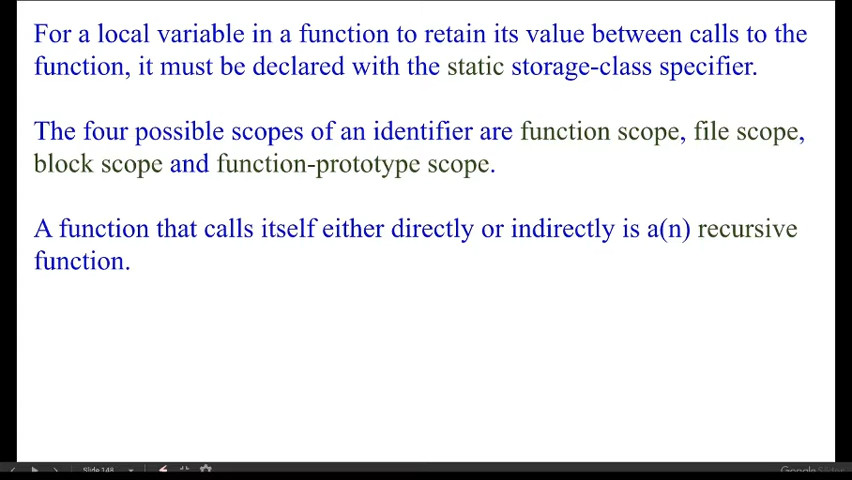 For a local variable in a function to retain its value between calls to the
function, it must be declared with the static storage-class specifier.
The four possible scopes of an identifier are function scope, file scope,
block scope and function-prototype scope.
A function that calls itself either directly or indirectly is a(n) recursive
function.
Slide 148
Google Slides